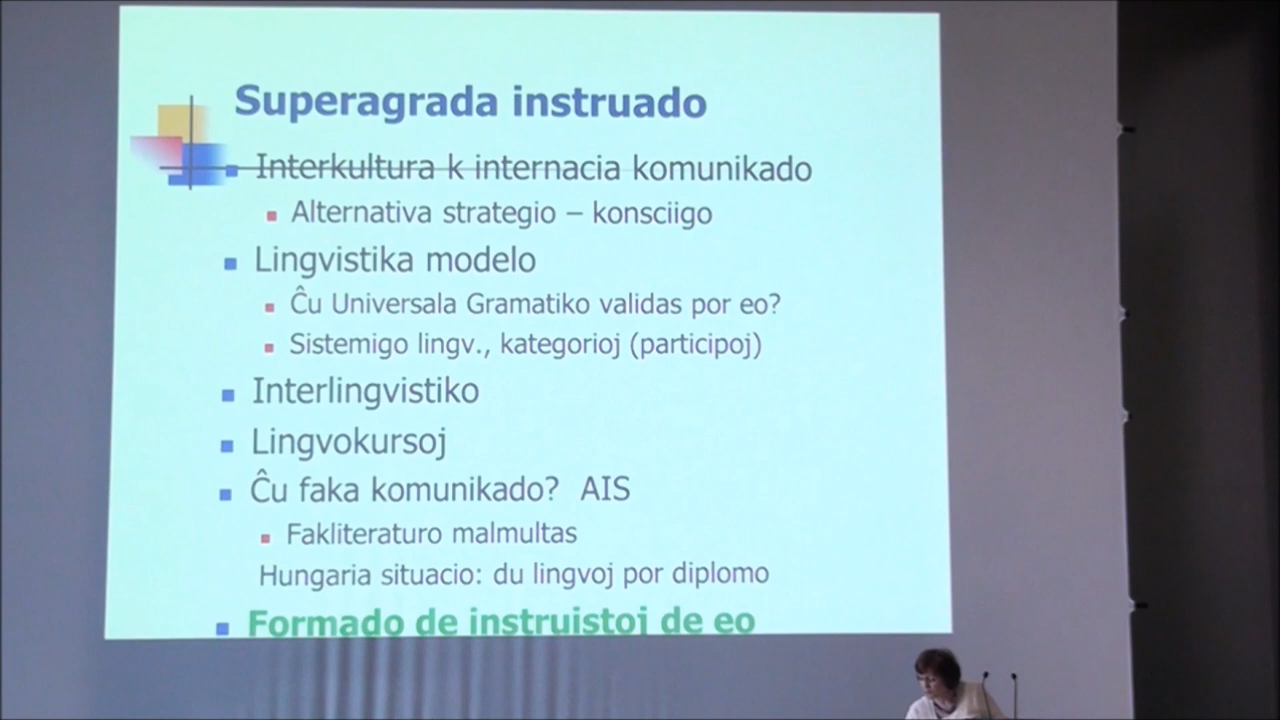 Superagrada instruado
Interkultura k internacia komunikado
Alternativa strategio – konsciigo
Lingvistika modelo
Ĉu Universala Gramatiko validas por eo?
Sistemigo lingv., kategorioj (participoj)
Interlingvistiko
Lingvokursoj
Ĉu faka komunikado? AIS
Fakliteraturo malmultas
Hungaria situacio: du lingvoj por diplomo
Formado de instruistoj de eo